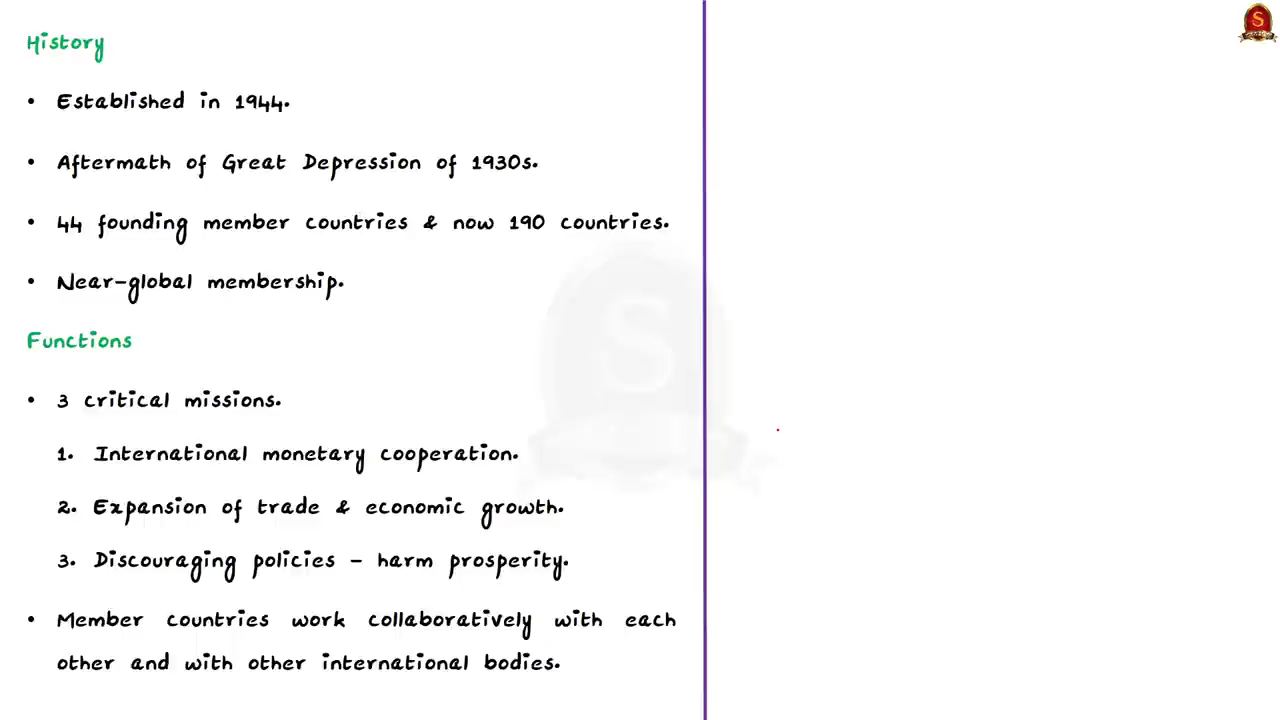 History
• Established in 1944.
• Aftermath of Great Depression of 1930s.
• 44 founding member countries & now 190 countries.
• Near-global membership.
Functions
• 3 critical missions.
1. International monetary cooperation.
2. Expansion of trade & economic growth.
3. Discouraging policies – harm prosperity.
• Member countries work collaboratively with each
other and with other international bodies.
S
S